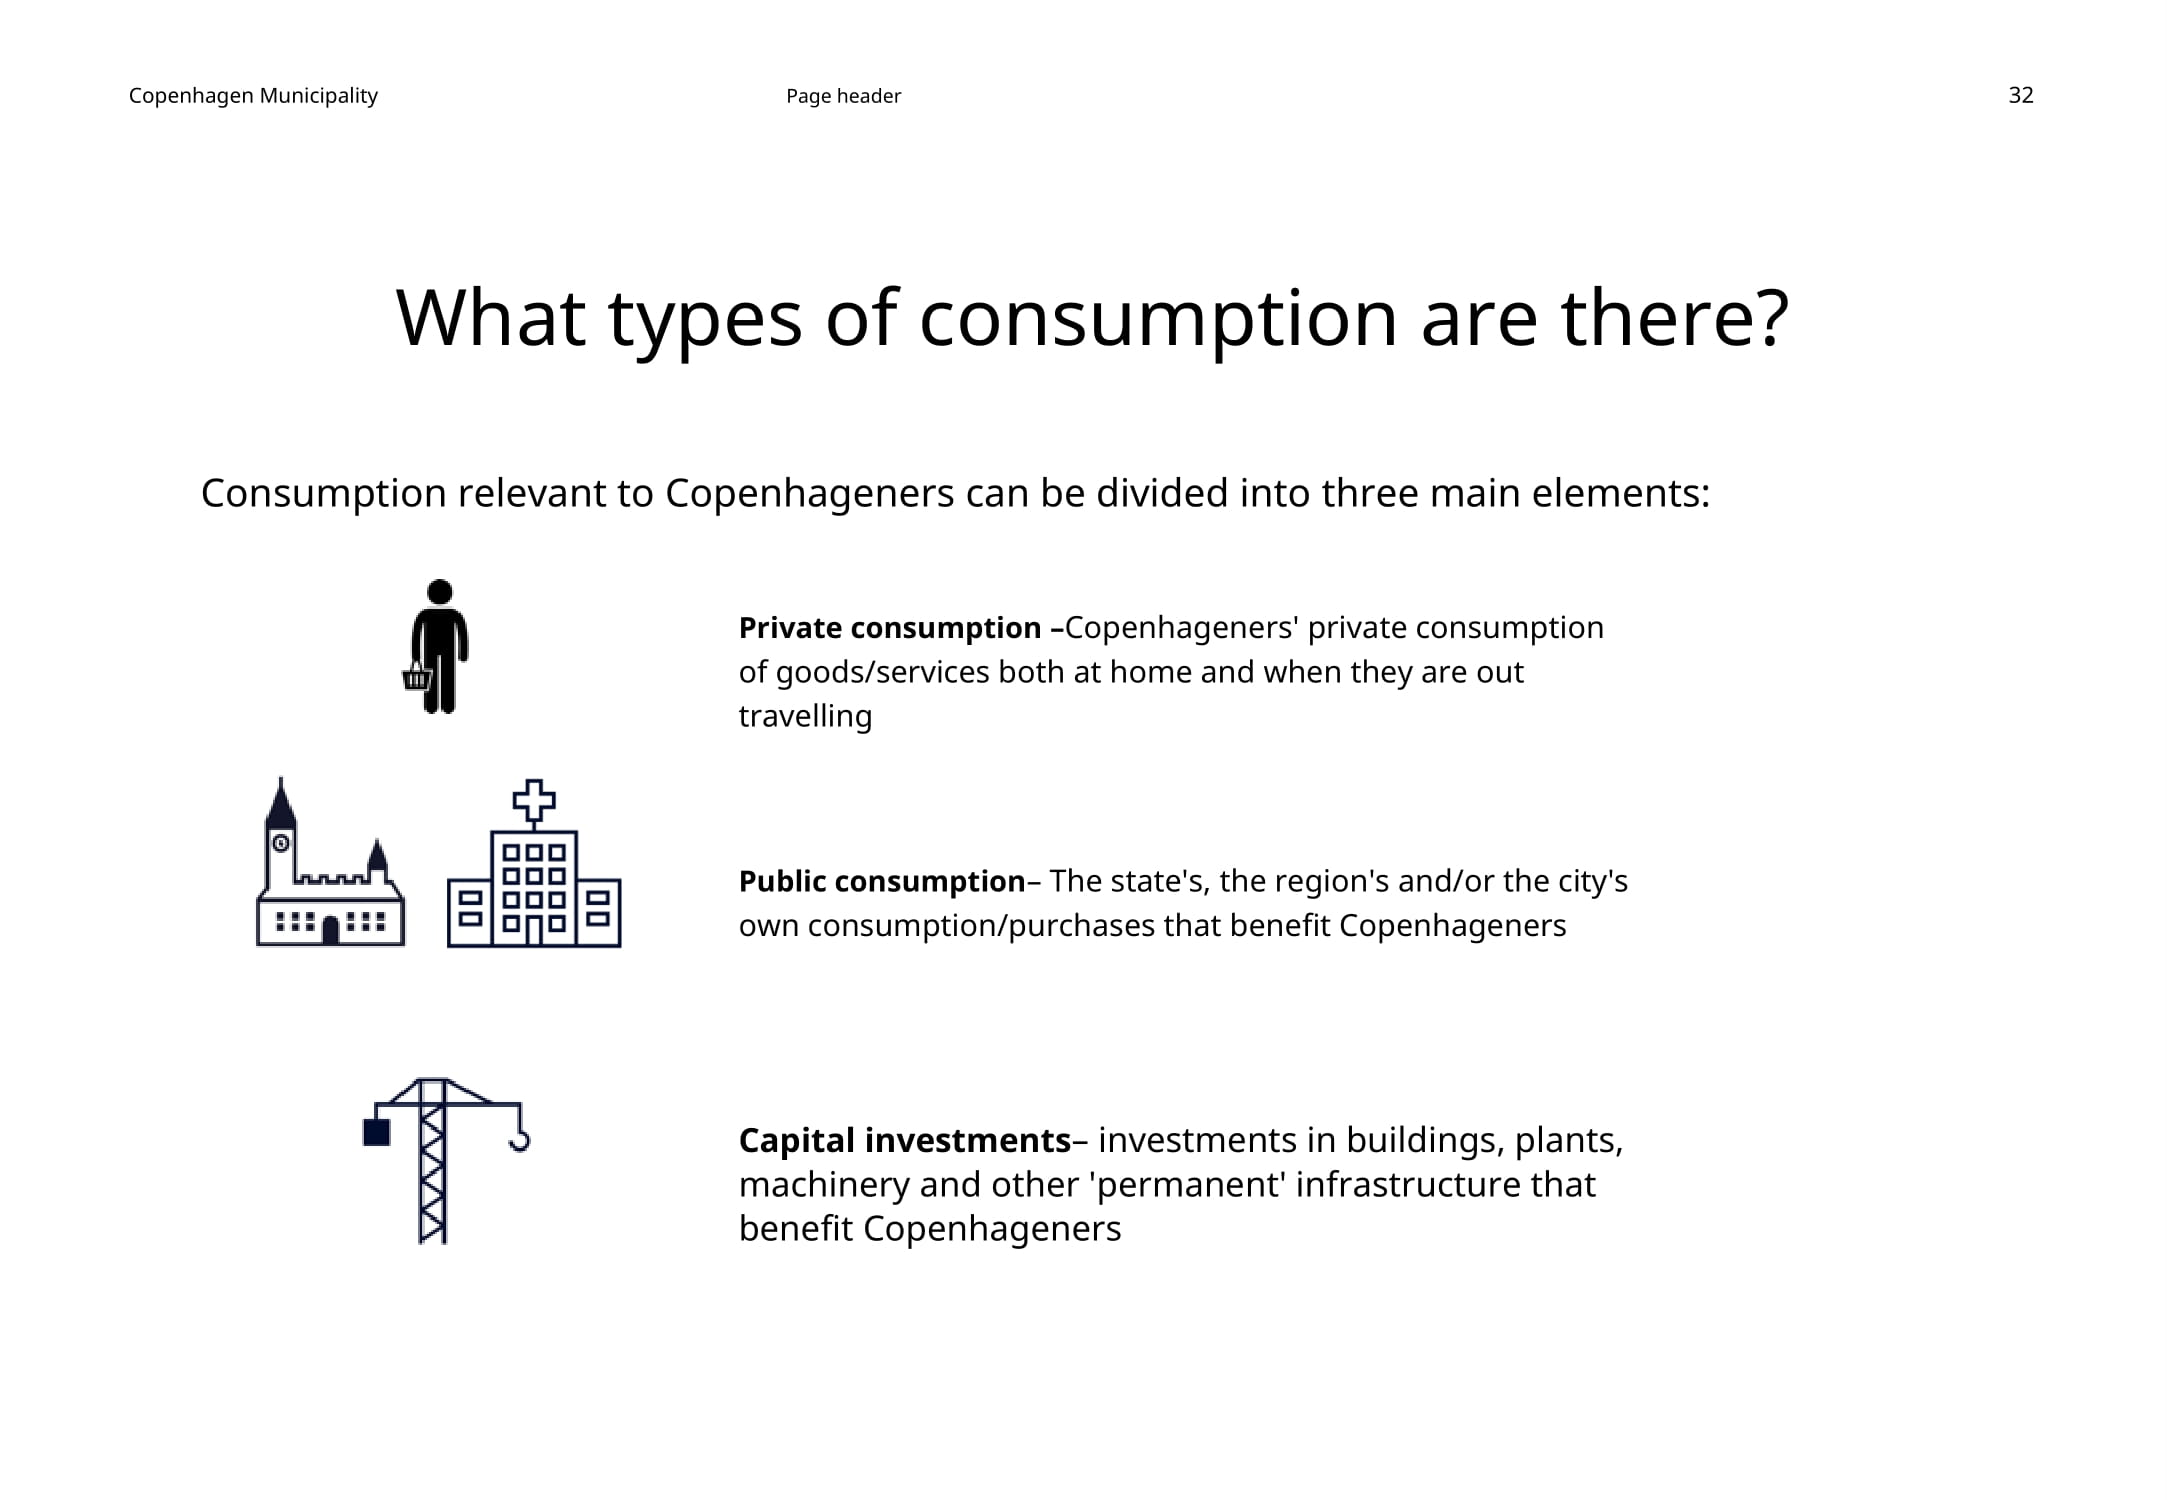 Copenhagen Municipality
Page header
32
What types of consumption are there?
Consumption relevant to Copenhageners can be divided into three main elements:
Private consumption –Copenhageners' private consumption
of goods/services both at home and when they are out
travelling
Public consumption– The state's, the region's and/or the city's
own consumption/purchases that benefit Copenhageners
Capital investments– investments in buildings, plants,
machinery and other 'permanent' infrastructure that
benefit Copenhageners